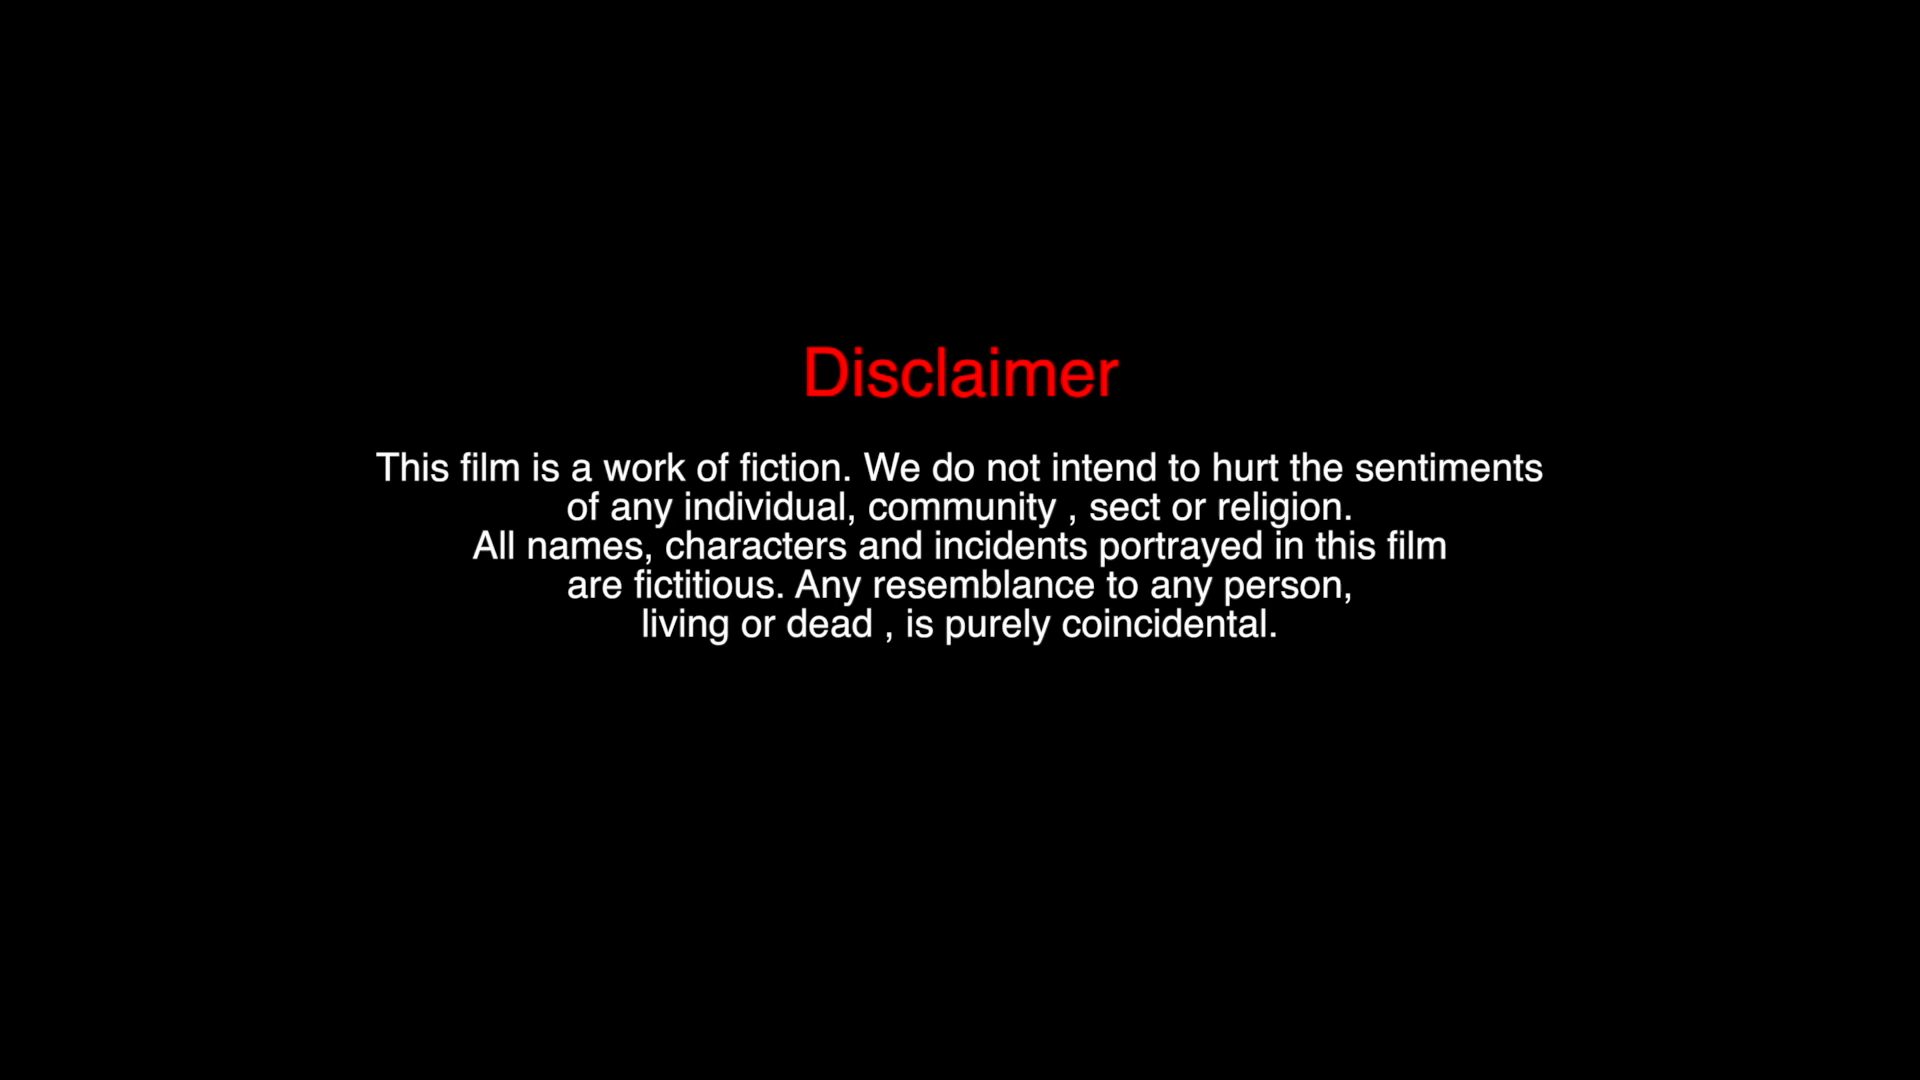 Disclaimer
This film is a work of fiction. We do not intend to hurt the sentiments
of any individual, community , sect or religion.
All names, characters and incidents portrayed in this film
are fictitious. Any resemblance to any person,
living or dead , is purely coincidental.